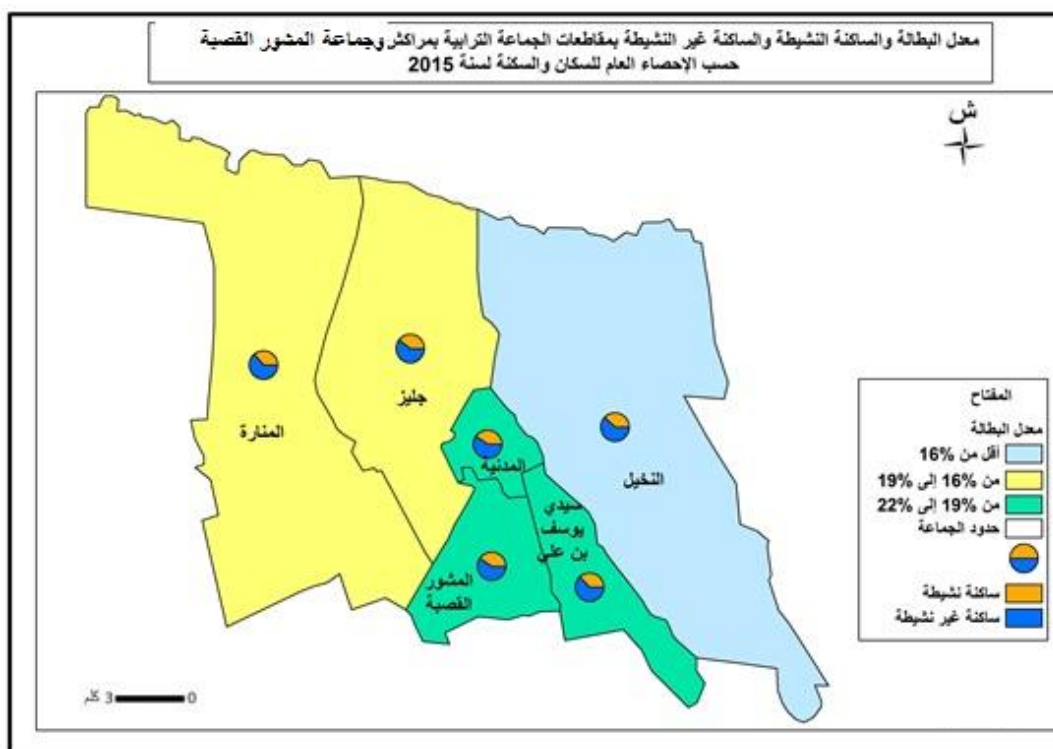 معدل البطالة والساكنة النشيطة والساكنة غير النشيطة بمقاطعات الجماعة الترابية بمراكش وجماعة المشور القصبة
حسب الإحصاء العام للسكان والسكنة لسنة 2015
ش
جليز
المنارة
المدنية
النخيل
سيدي
يوسف
بن علي
المشور
القصبة
المفتاح
معدل البطالة
أقل من 16%
من 16% إلى 19%
من 19% إلى 22%
حدود الجماعة
ساكنة نشيطة
ساكنة غير نشيطة
0 3 كلم